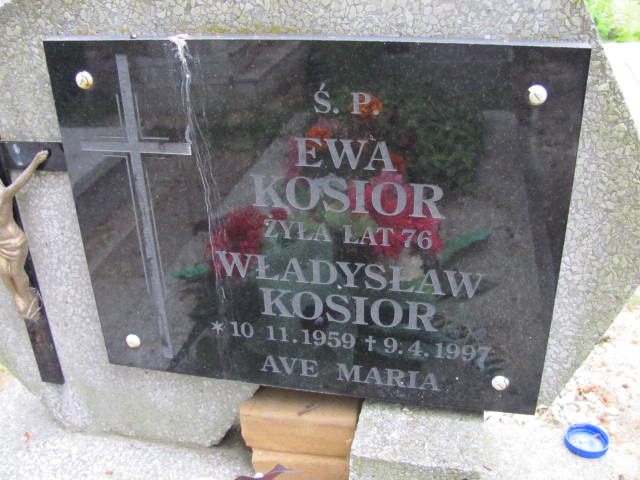 Ś. P.
EWA
KOSIOR
ŻYŁA LAT 76
WŁADYSŁAW
KOSIOR
* 10 11.1959 † 9.4.1997
AVE MARIA